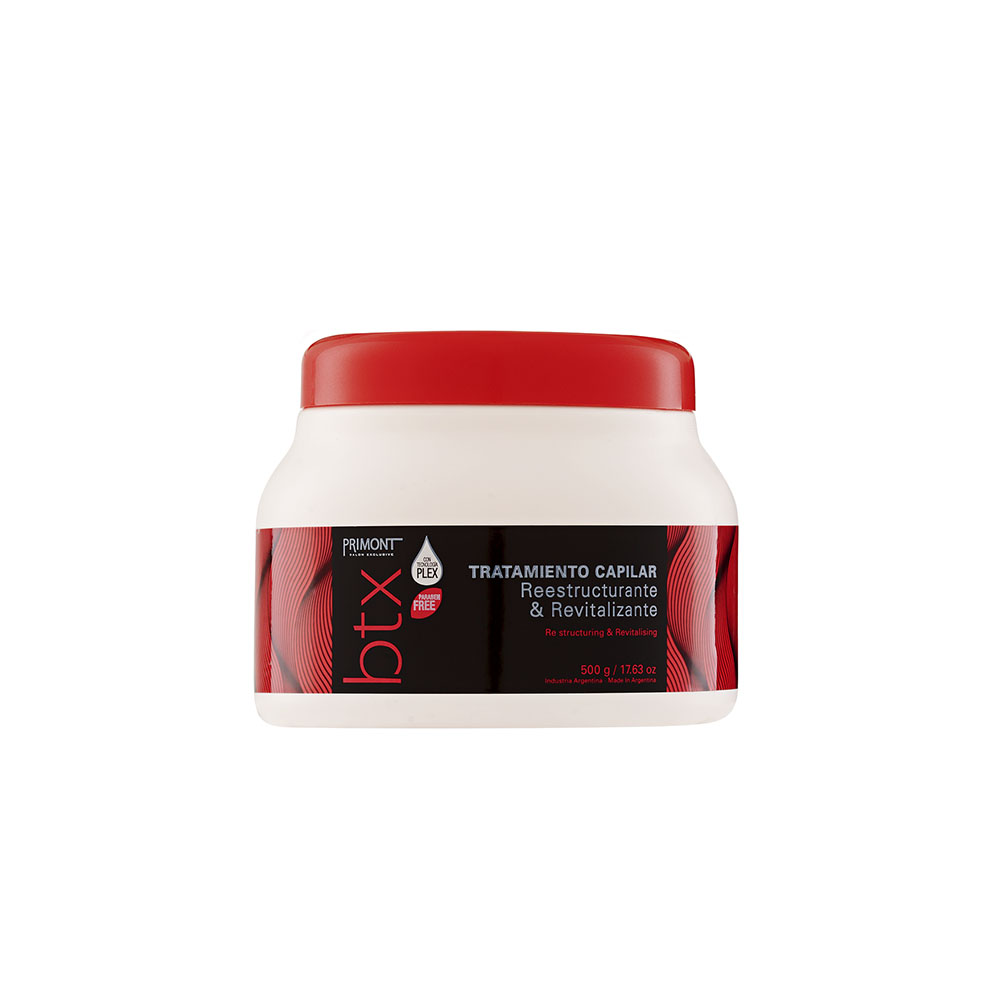 PRIMONT
SALON EXCLUSIVE
btx
CON
TECNOLOGÍA
PLEX
PARABEM
FREE
TRATAMIENTO CAPILAR
Reestructurante
& Revitalizante
Re structuring & Revitalising
500 g / 17.63 oz
Industria Argentina - Made In Argentina